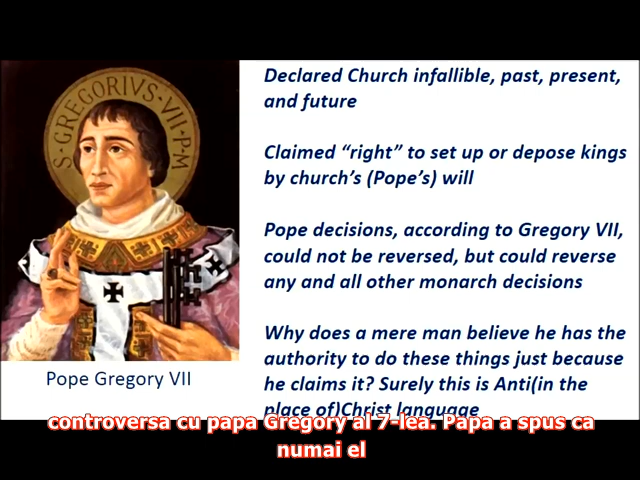 S·GREGORIVS·VII·P·M
Declared Church infallible, past, present,
and future
Claimed “right” to set up or depose kings
by church’s (Pope’s) will
Pope decisions, according to Gregory VII,
could not be reversed, but could reverse
any and all other monarch decisions
Why does a mere man believe he has the
authority to do these things just because
he claims it? Surely this is Anti(in the
place of)Christ language
Pope Gregory VII
controversa cu papa Gregory al 7-lea. Papa a spus ca
numai el